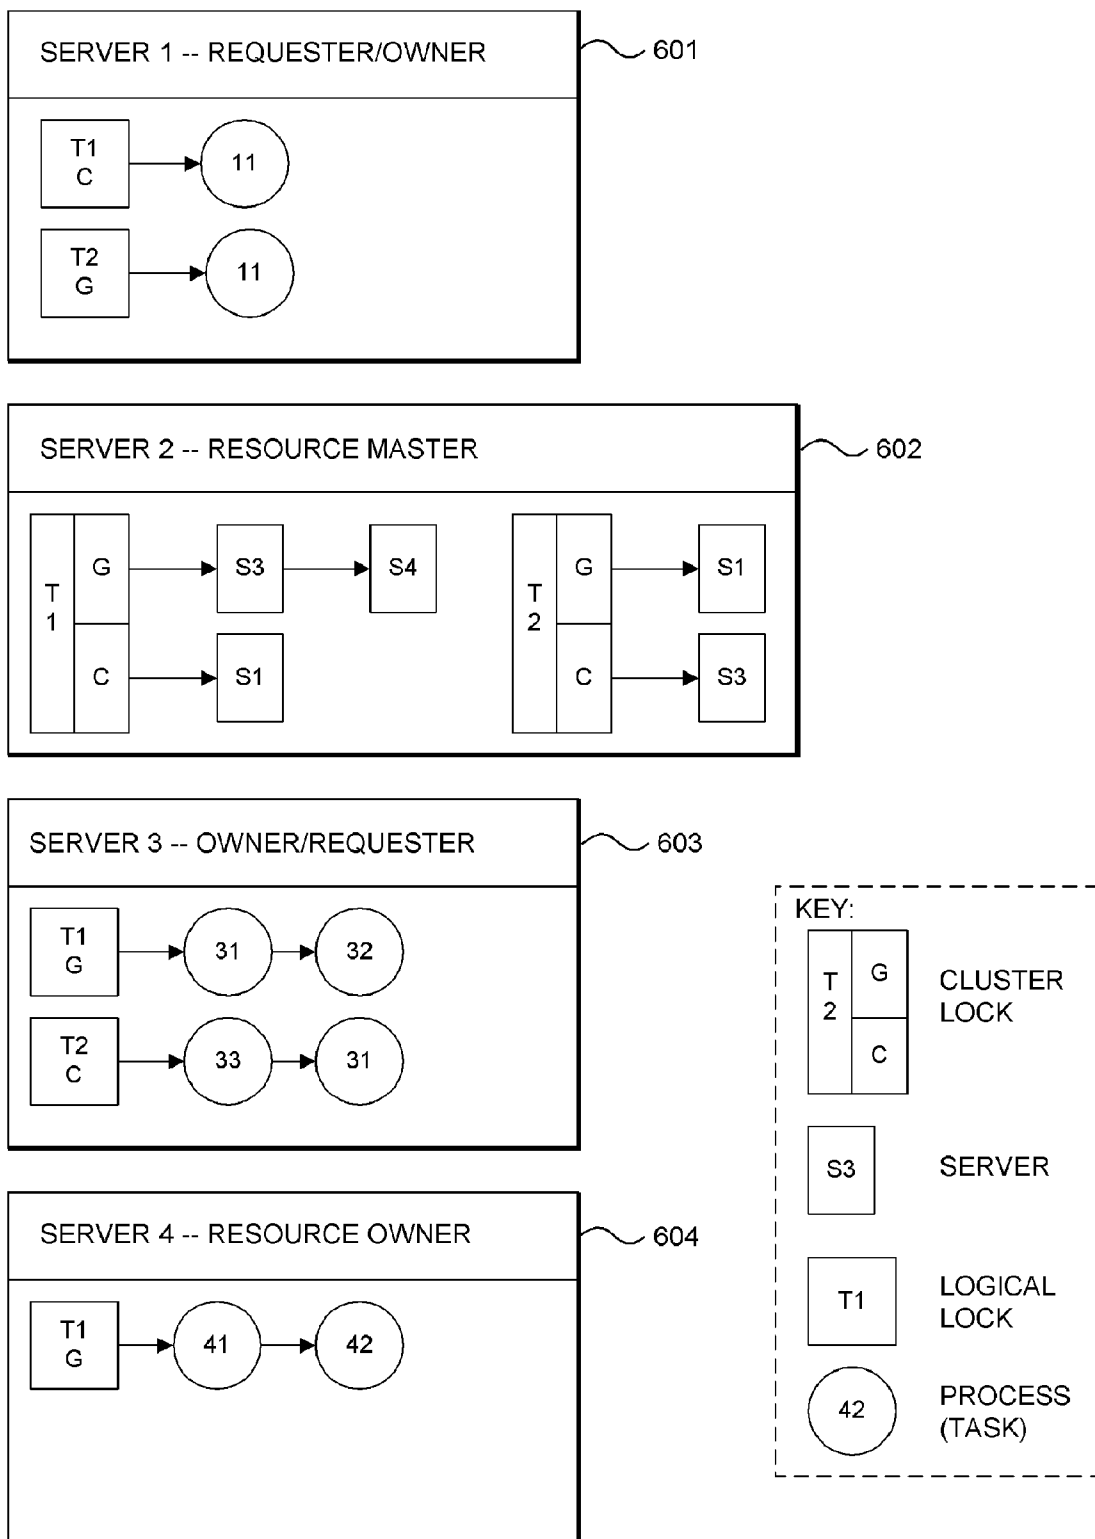 SERVER 1 -- REQUESTER/OWNER
601
T1
C
11
T2
G
11
SERVER 2 -- RESOURCE MASTER
602
T
1
G
S3
S4
C
S1
T
2
G
S1
C
S3
SERVER 3 -- OWNER/REQUESTER
603
T1
G
31
32
T2
C
33
31
SERVER 4 -- RESOURCE OWNER
604
T1
G
41
42
KEY:
T
2
G
C
CLUSTER
LOCK
S3
SERVER
T1
LOGICAL
LOCK
42
PROCESS
(TASK)